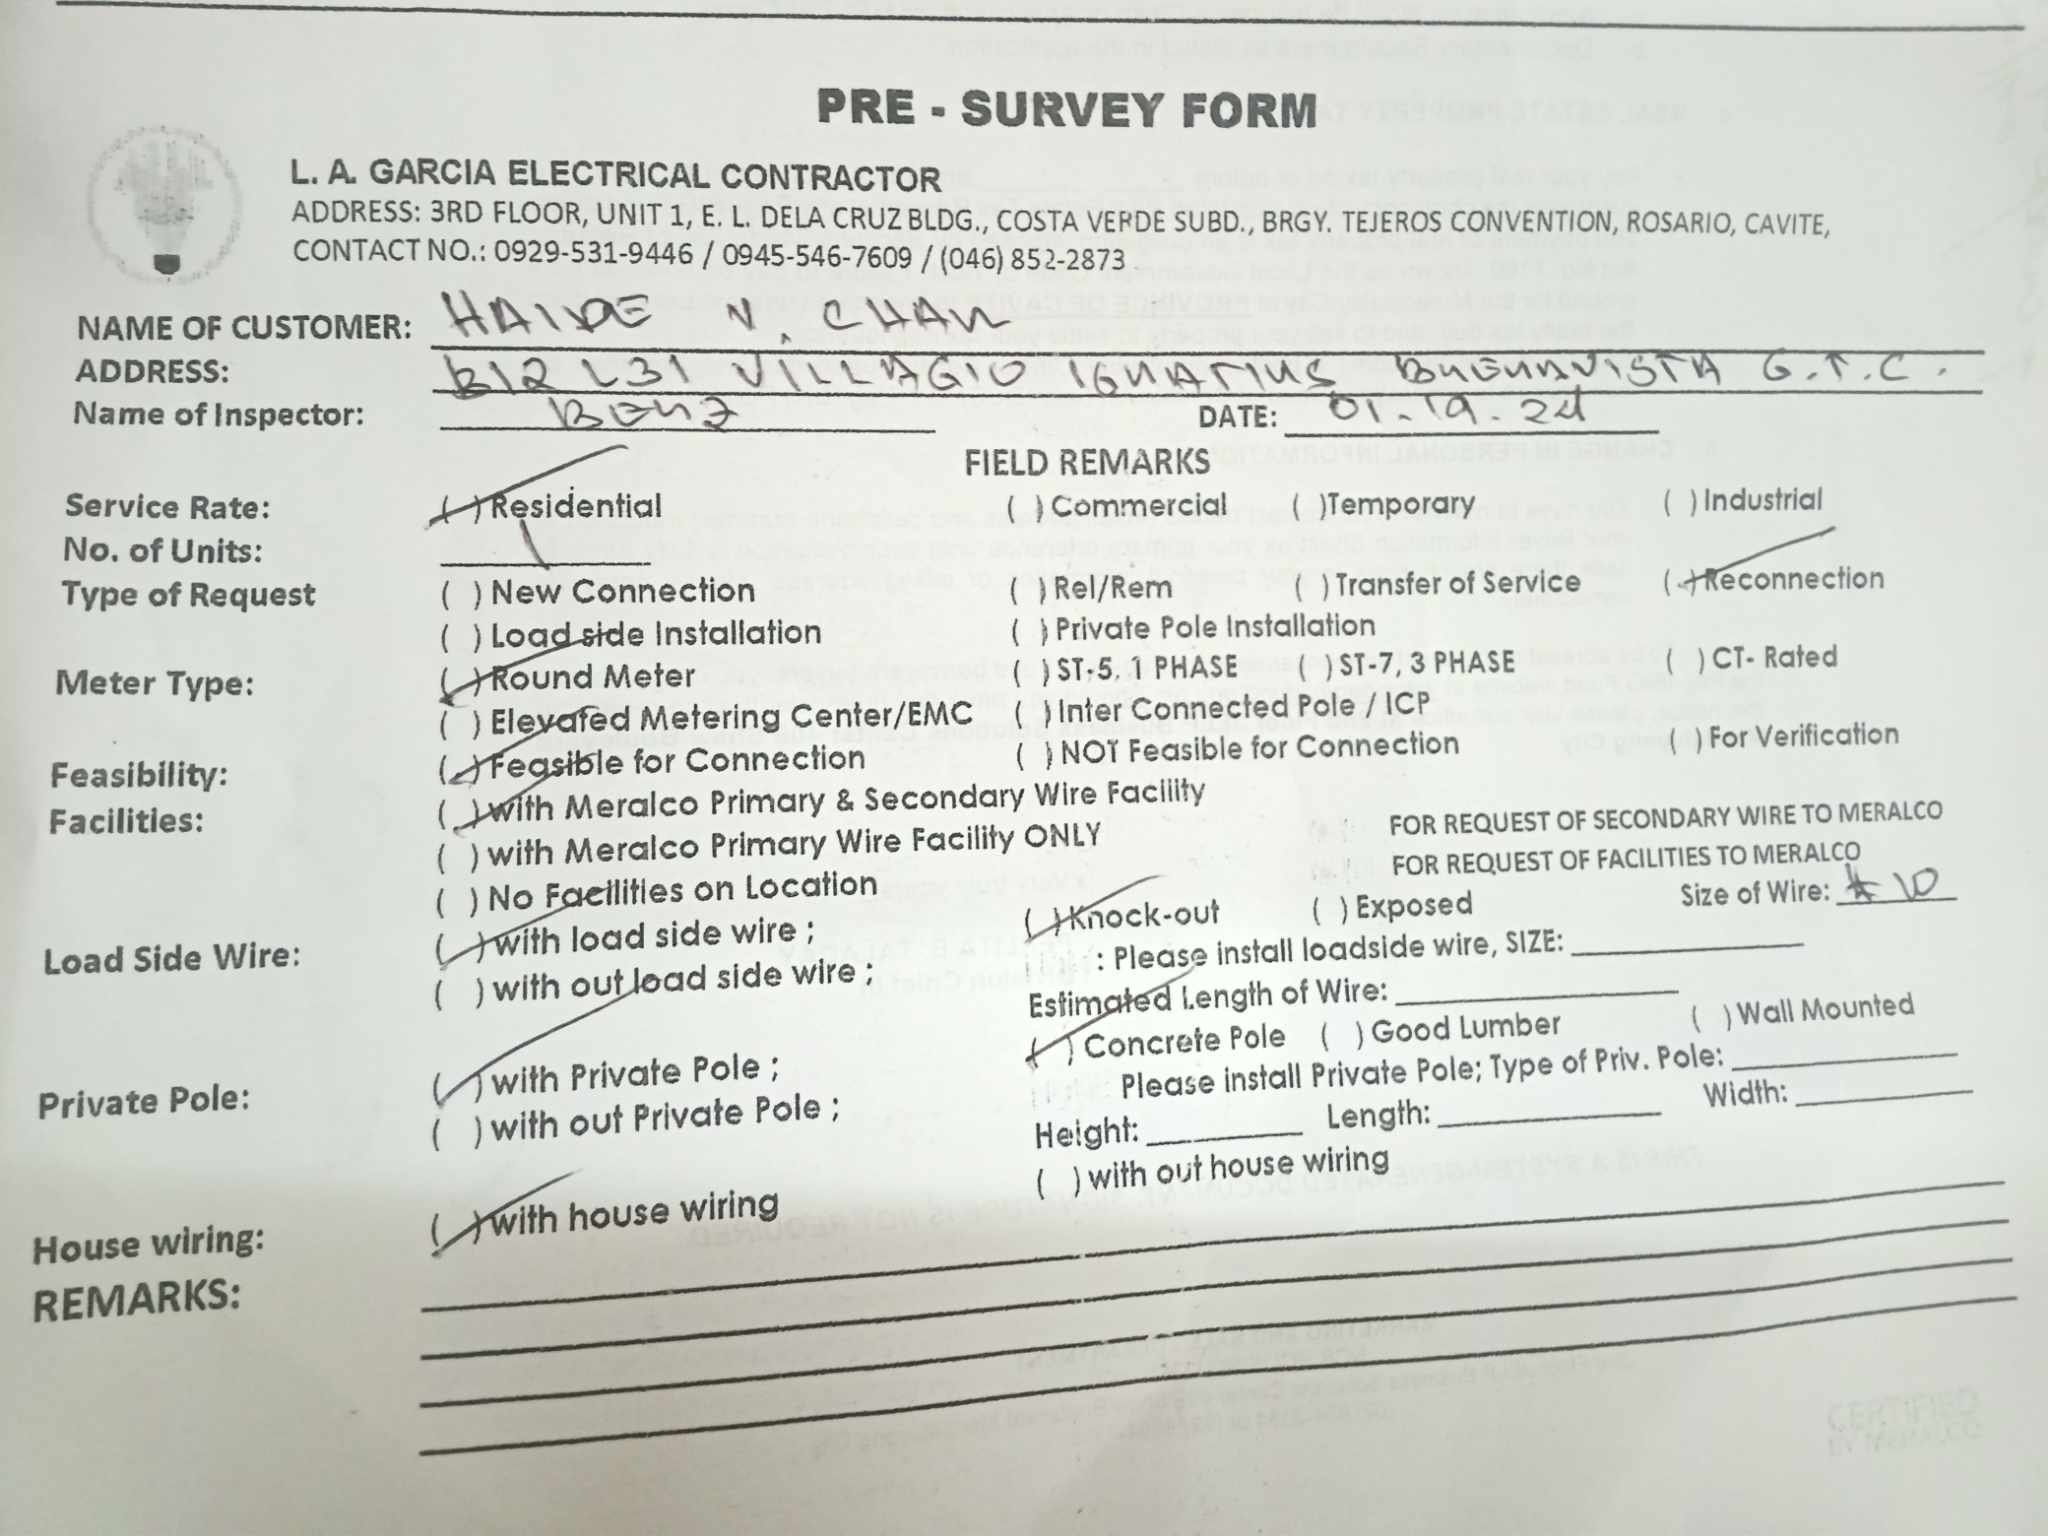 PRE - SURVEY FORM
L. A. GARCIA ELECTRICAL CONTRACTOR
ADDRESS: 3RD FLOOR, UNIT 1, E. L. DELA CRUZ BLDG., COSTA VERDE SUBD., BRGY. TEJEROS CONVENTION, ROSARIO, CAVITE,
CONTACT NO.: 0929-531-9446 / 0945-546-7609 / (046) 852-2873
NAME OF CUSTOMER: HAIDE N. CHAN
ADDRESS: B12 L31 VILLAGIO IGNATIUS BUENAVISTA G.T.C.
Name of Inspector: BENZ DATE: 01-19-24
FIELD REMARKS
Service Rate: (✓) Residential ( ) Commercial ( ) Temporary ( ) Industrial
No. of Units: 1
Type of Request ( ) New Connection ( ) Rel/Rem ( ) Transfer of Service (✓) Reconnection
( ) Load side Installation ( ) Private Pole Installation
Meter Type: (✓) Round Meter ( ) ST-5, 1 PHASE ( ) ST-7, 3 PHASE ( ) CT- Rated
( ) Elevated Metering Center/EMC ( ) Inter Connected Pole / ICP
Feasibility: (✓) Feasible for Connection ( ) NOT Feasible for Connection ( ) For Verification
Facilities: (✓) with Meralco Primary & Secondary Wire Facility
( ) with Meralco Primary Wire Facility ONLY FOR REQUEST OF SECONDARY WIRE TO MERALCO
( ) No Facilities on Location FOR REQUEST OF FACILITIES TO MERALCO
Load Side Wire: (✓) with load side wire ; (✓) Knock-out ( ) Exposed Size of Wire: # 10
( ) with out load side wire ; : Please install loadside wire, SIZE:
Estimated Length of Wire:
Private Pole: (✓) with Private Pole ; (✓) Concrete Pole ( ) Good Lumber ( ) Wall Mounted
( ) with out Private Pole ; Please install Private Pole; Type of Priv. Pole:
Height: Length: Width:
House wiring: (✓) with house wiring ( ) with out house wiring
REMARKS: